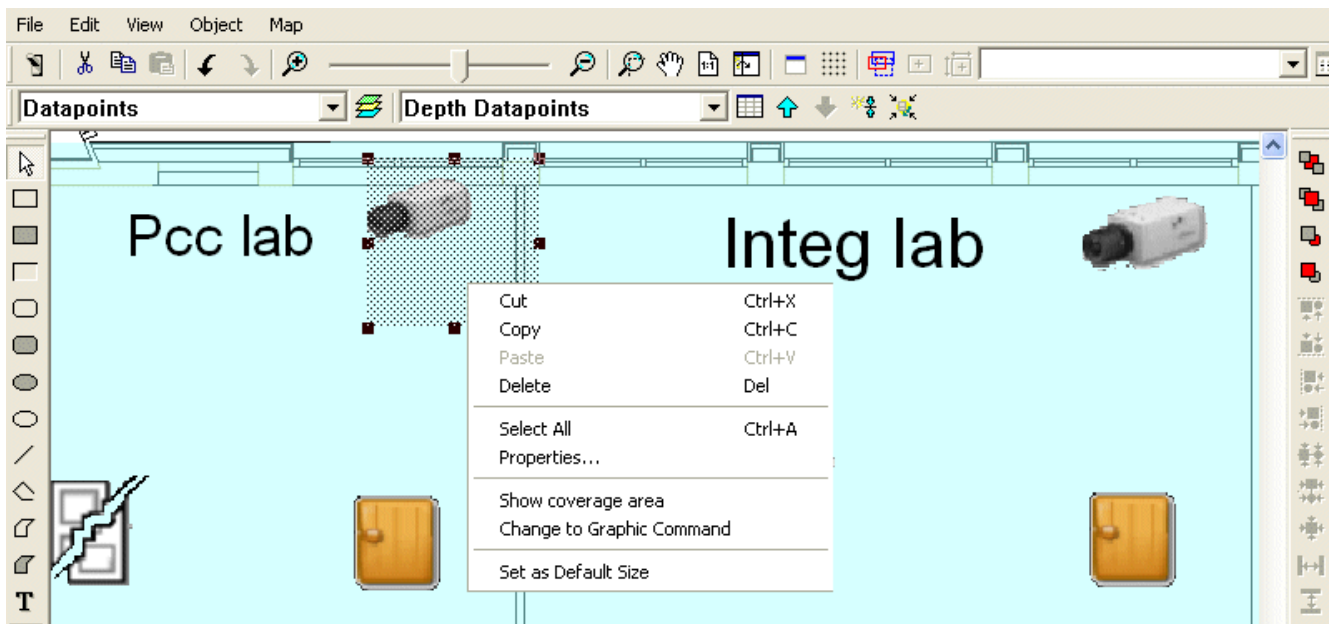 File Edit View Object Map
Datapoints Depth Datapoints
Pcc lab
Integ lab
Cut Ctrl+X
Copy Ctrl+C
Paste Ctrl+V
Delete Del
Select All Ctrl+A
Properties...
Show coverage area
Change to Graphic Command
Set as Default Size
T